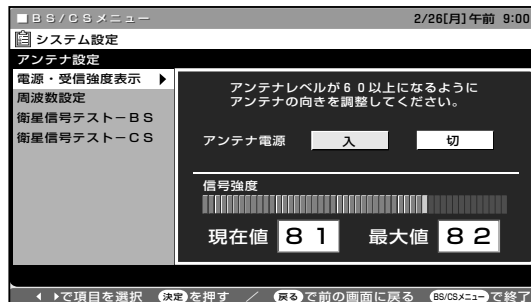 ■BS/CSメニュー 2/26[月]午前 9:00
システム設定
アンテナ設定
電源・受信強度表示
周波数設定
衛星信号テスト－BS
衛星信号テスト－CS
アンテナレベルが60以上になるように
アンテナの向きを調整してください。
アンテナ電源 入 切
信号強度
現在値 81 最大値 82
で項目を選択 決定を押す ／ 戻るで前の画面に戻る BS/CSメニューで終了